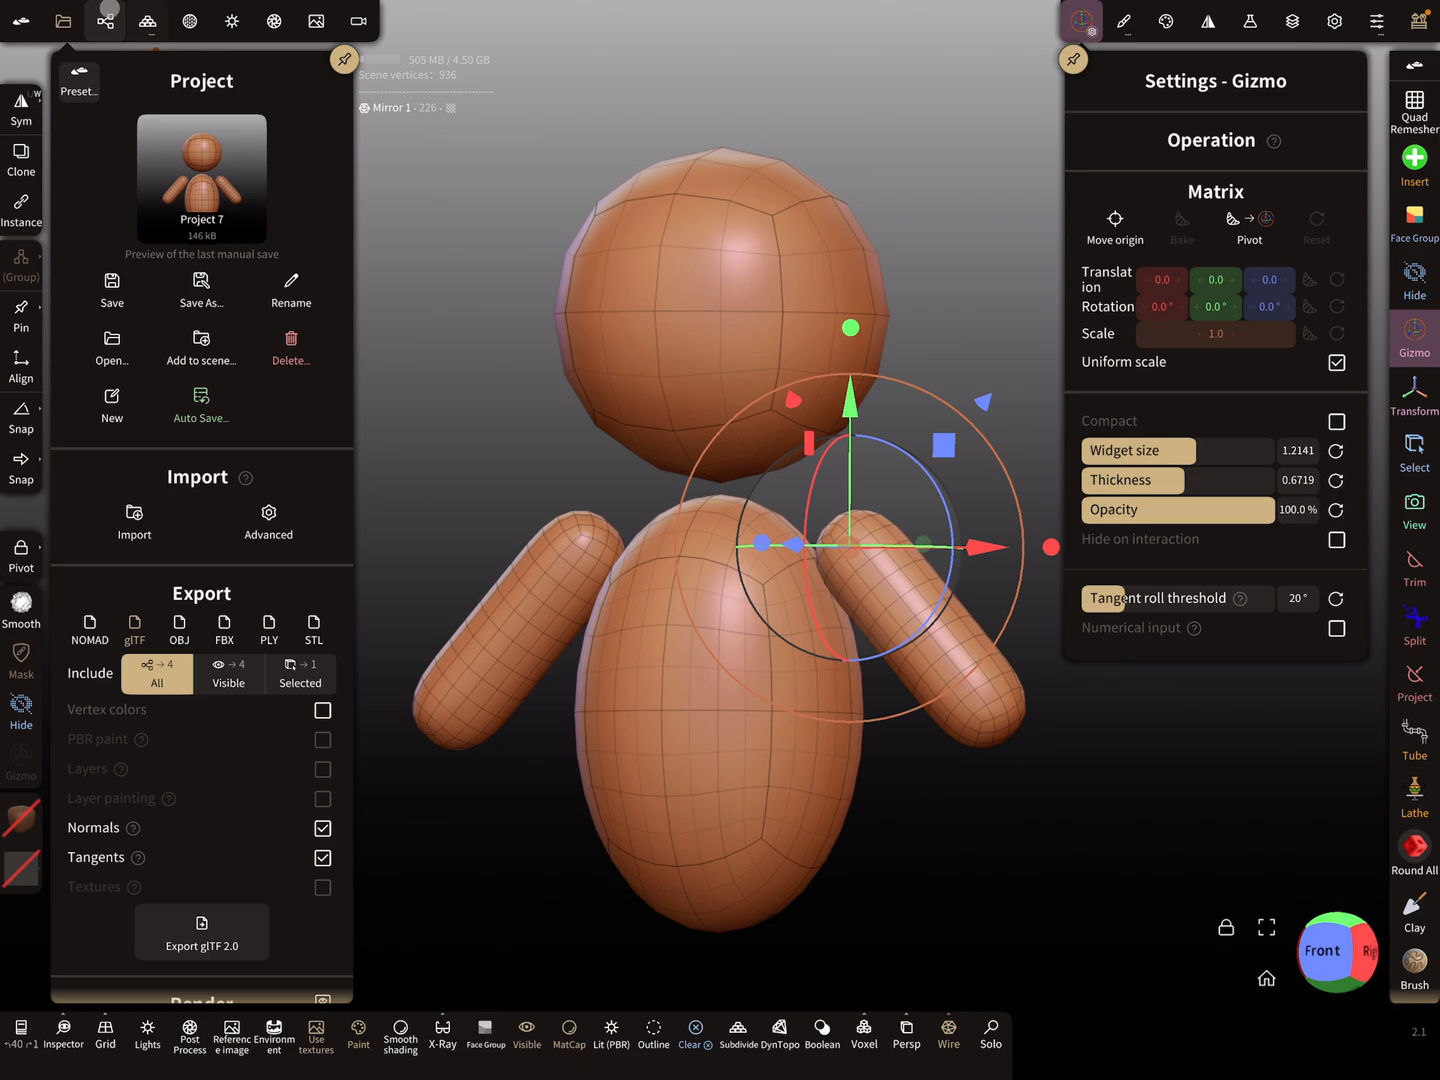 Preset...
Project
Project 7
146 kB
Preview of the last manual save
Save
Save As...
Rename
Open...
Add to scene...
Delete...
New
Auto Save...
Import
Import
Advanced
Export
NOMAD
glTF
OBJ
FBX
PLY
STL
Include
→ 4
All
→ 4
Visible
→ 1
Selected
Vertex colors
PBR paint
Layers
Layer painting
Normals
Tangents
Textures
Export glTF 2.0
Render
505 MB / 4.50 GB
Scene vertices: 936
Mirror 1 - 226 -
Sym
Clone
Instance
(Group)
Pin
Align
Snap
Snap
Pivot
Smooth
Mask
Hide
Gizmo
Settings - Gizmo
Operation
Matrix
Move origin
Bake
Pivot
Reset
Translat
ion
0.0
0.0
0.0
Rotation
0.0 °
0.0 °
0.0 °
Scale
1.0
Uniform scale
Compact
Widget size
1.2141
Thickness
0.6719
Opacity
100.0 %
Hide on interaction
Tangent roll threshold
20 °
Numerical input
Quad
Remesher
Insert
Face Group
Hide
Gizmo
Transform
Select
View
Trim
Split
Project
Tube
Lathe
Round All
Clay
Brush
Front
2.1
40
1
Inspector
Grid
Lights
Post
Process
Referenc
e image
Environm
ent
Use
textures
Paint
Smooth
shading
X-Ray
Face Group
Visible
MatCap
Lit (PBR)
Outline
Clear
Subdivide
DynTopo
Boolean
Voxel
Persp
Wire
Solo